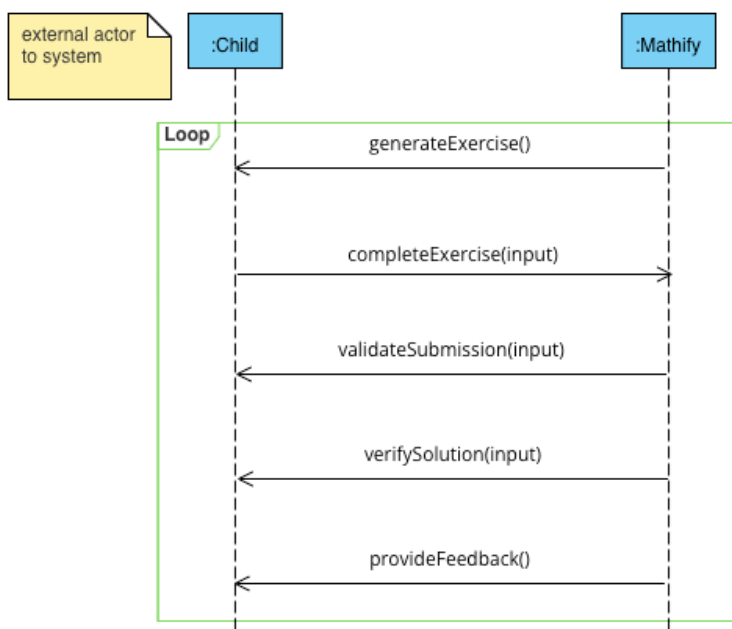 external actor
to system
:Child
:Mathify
Loop
generateExercise()
completeExercise(input)
validateSubmission(input)
verifySolution(input)
provideFeedback()